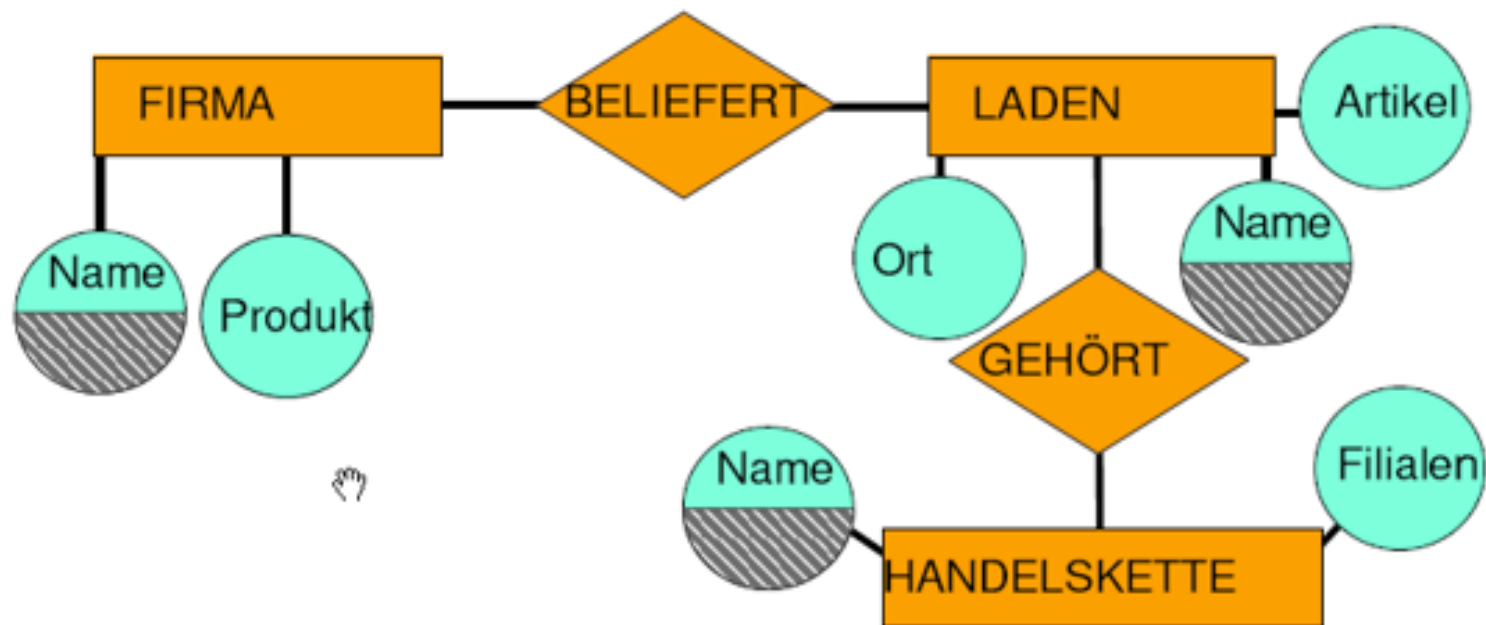 FIRMA
BELIEFERT
LADEN
Artikel
Name
Produkt
Ort
Name
GEHÖRT
Name
Filialen
HANDELSKETTE